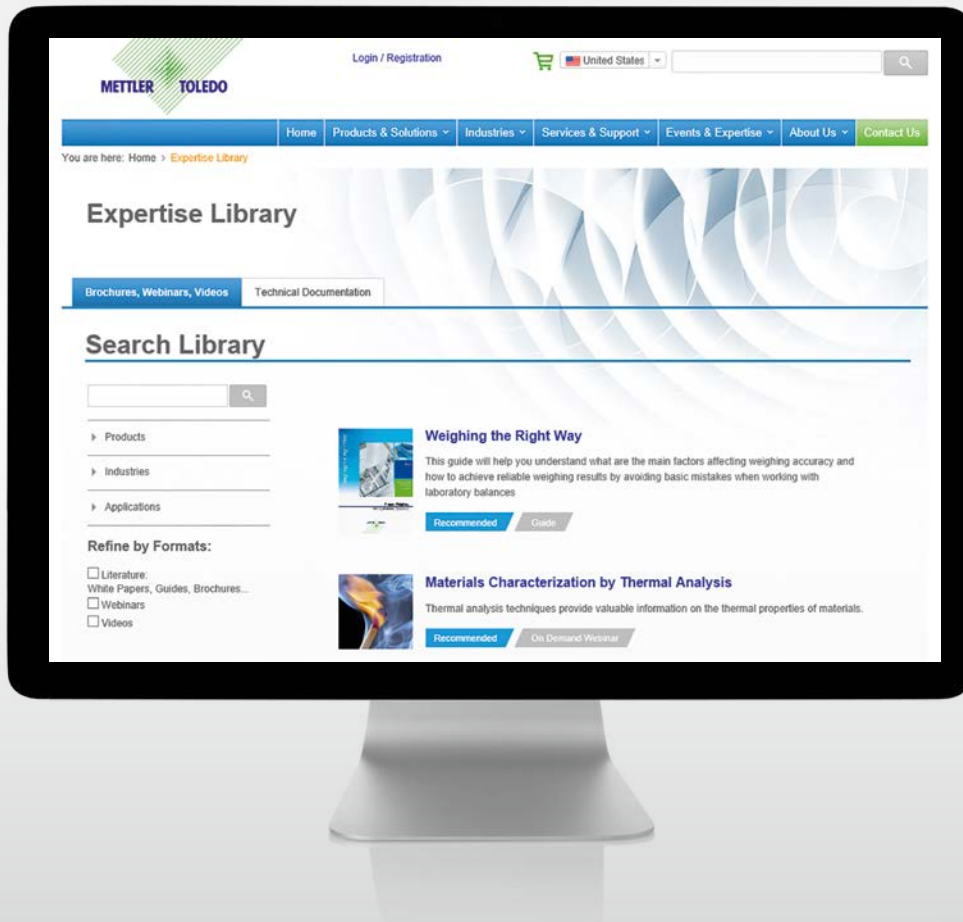 METTLER TOLEDO
Login / Registration
United States
Home
Products & Solutions
Industries
Services & Support
Events & Expertise
About Us
Contact Us
You are here: Home > Expertise Library
Expertise Library
Brochures, Webinars, Videos
Technical Documentation
Search Library
Products
Industries
Applications
Refine by Formats:
Literature:
White Papers, Guides, Brochures...
Webinars
Videos
Weighing the Right Way
This guide will help you understand what are the main factors affecting weighing accuracy and
how to achieve reliable weighing results by avoiding basic mistakes when working with
laboratory balances
Recommended
Guide
Materials Characterization by Thermal Analysis
Thermal analysis techniques provide valuable information on the thermal properties of materials.
Recommended
On Demand Webinar